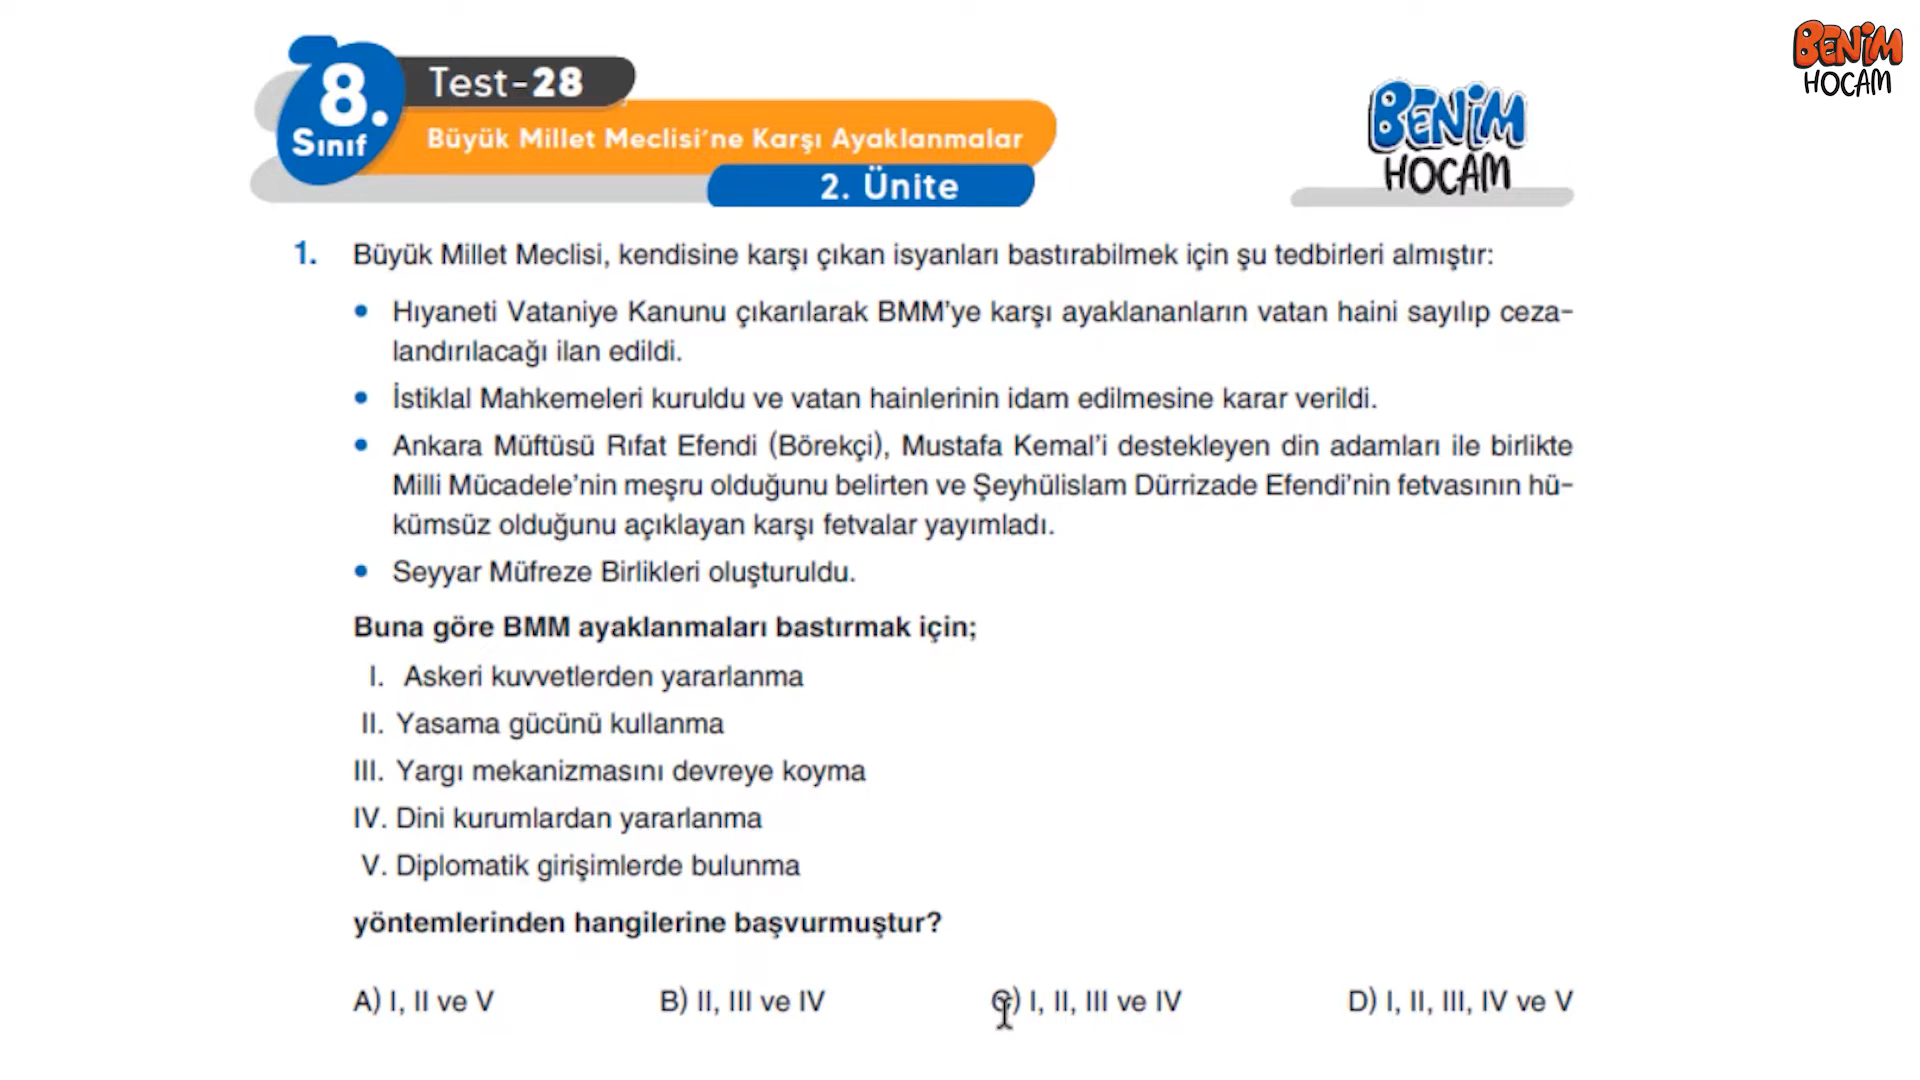 BENİM
HOCAM
8.
Sınıf
Test-28
Büyük Millet Meclisi'ne Karşı Ayaklanmalar
2. Ünite
BENİM
HOCAM
1. Büyük Millet Meclisi, kendisine karşı çıkan isyanları bastırabilmek için şu tedbirleri almıştır:
• Hıyaneti Vataniye Kanunu çıkarılarak BMM'ye karşı ayaklananların vatan haini sayılıp ceza-
landırılacağı ilan edildi.
• İstiklal Mahkemeleri kuruldu ve vatan hainlerinin idam edilmesine karar verildi.
• Ankara Müftüsü Rıfat Efendi (Börekçi), Mustafa Kemal'i destekleyen din adamları ile birlikte
Milli Mücadele'nin meşru olduğunu belirten ve Şeyhülislam Dürrizade Efendi'nin fetvasının hü-
kümsüz olduğunu açıklayan karşı fetvalar yayımladı.
• Seyyar Müfreze Birlikleri oluşturuldu.
Buna göre BMM ayaklanmaları bastırmak için;
I. Askeri kuvvetlerden yararlanma
II. Yasama gücünü kullanma
III. Yargı mekanizmasını devreye koyma
IV. Dini kurumlardan yararlanma
V. Diplomatik girişimlerde bulunma
yöntemlerinden hangilerine başvurmuştur?
A) I, II ve V B) II, III ve IV C) I, II, III ve IV D) I, II, III, IV ve V